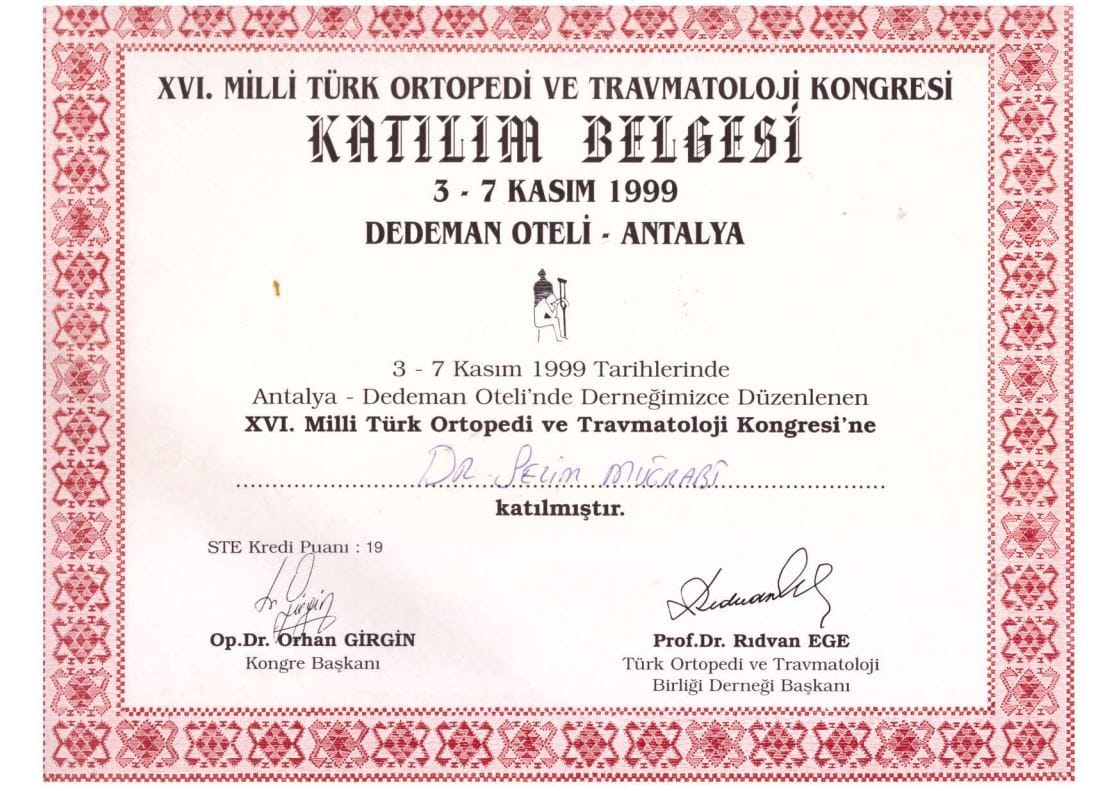 XVI. MİLLİ TÜRK ORTOPEDİ VE TRAVMATOLOJİ KONGRESİ
KATILIM BELGESİ
3 - 7 KASIM 1999
DEDEMAN OTELİ - ANTALYA
3 - 7 Kasım 1999 Tarihlerinde
Antalya - Dedeman Oteli'nde Derneğimizce Düzenlenen
XVI. Milli Türk Ortopedi ve Travmatoloji Kongresi'ne
DR. SELİM MUĞRABİ
katılmıştır.
STE Kredi Puanı : 19
Op.Dr. Orhan GİRGİN
Kongre Başkanı
Prof.Dr. Rıdvan EGE
Türk Ortopedi ve Travmatoloji
Birliği Derneği Başkanı